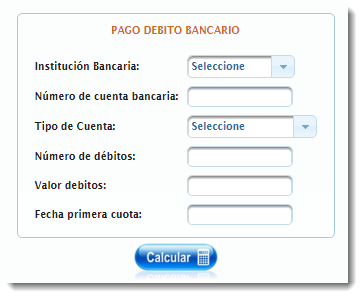 PAGO DEBITO BANCARIO
Institución Bancaria: Seleccione
Número de cuenta bancaria:
Tipo de Cuenta: Seleccione
Número de débitos:
Valor debitos:
Fecha primera cuota:
Calcular